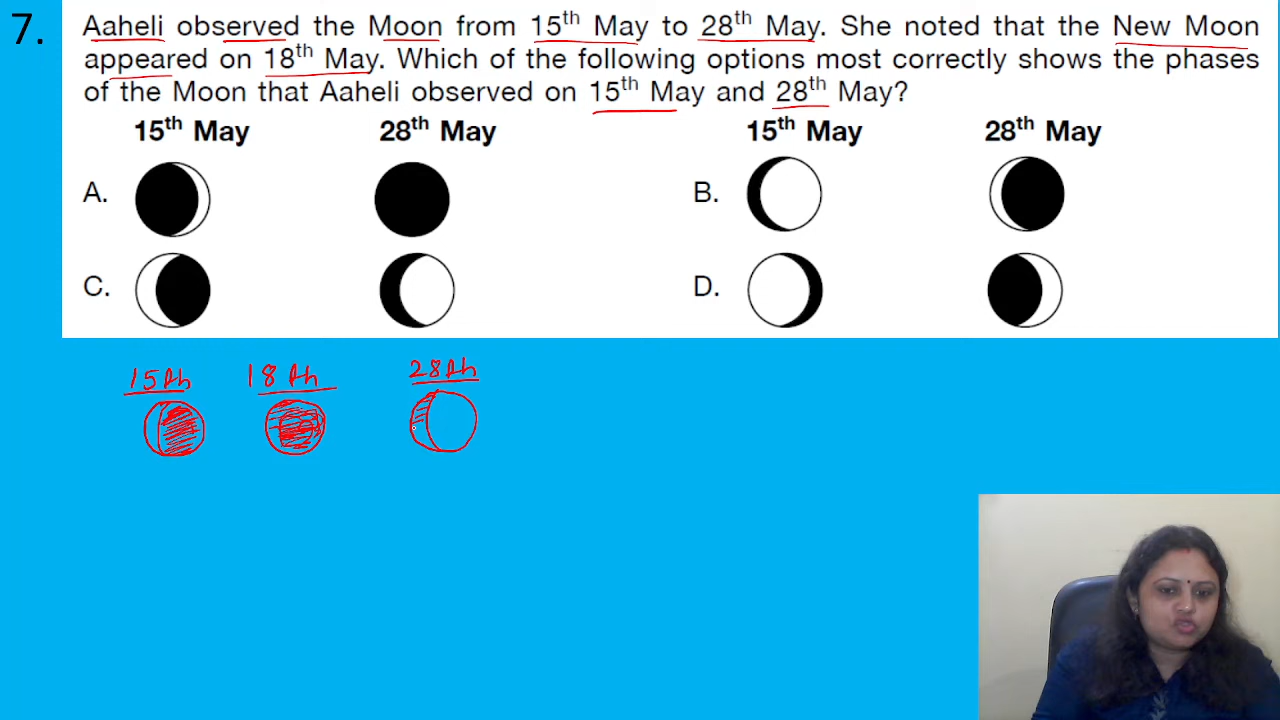 7. Aaheli observed the Moon from 15th May to 28th May. She noted that the New Moon
appeared on 18th May. Which of the following options most correctly shows the phases
of the Moon that Aaheli observed on 15th May and 28th May?
15th May 28th May 15th May 28th May
A. B.
C. D.
15th 18th 28th